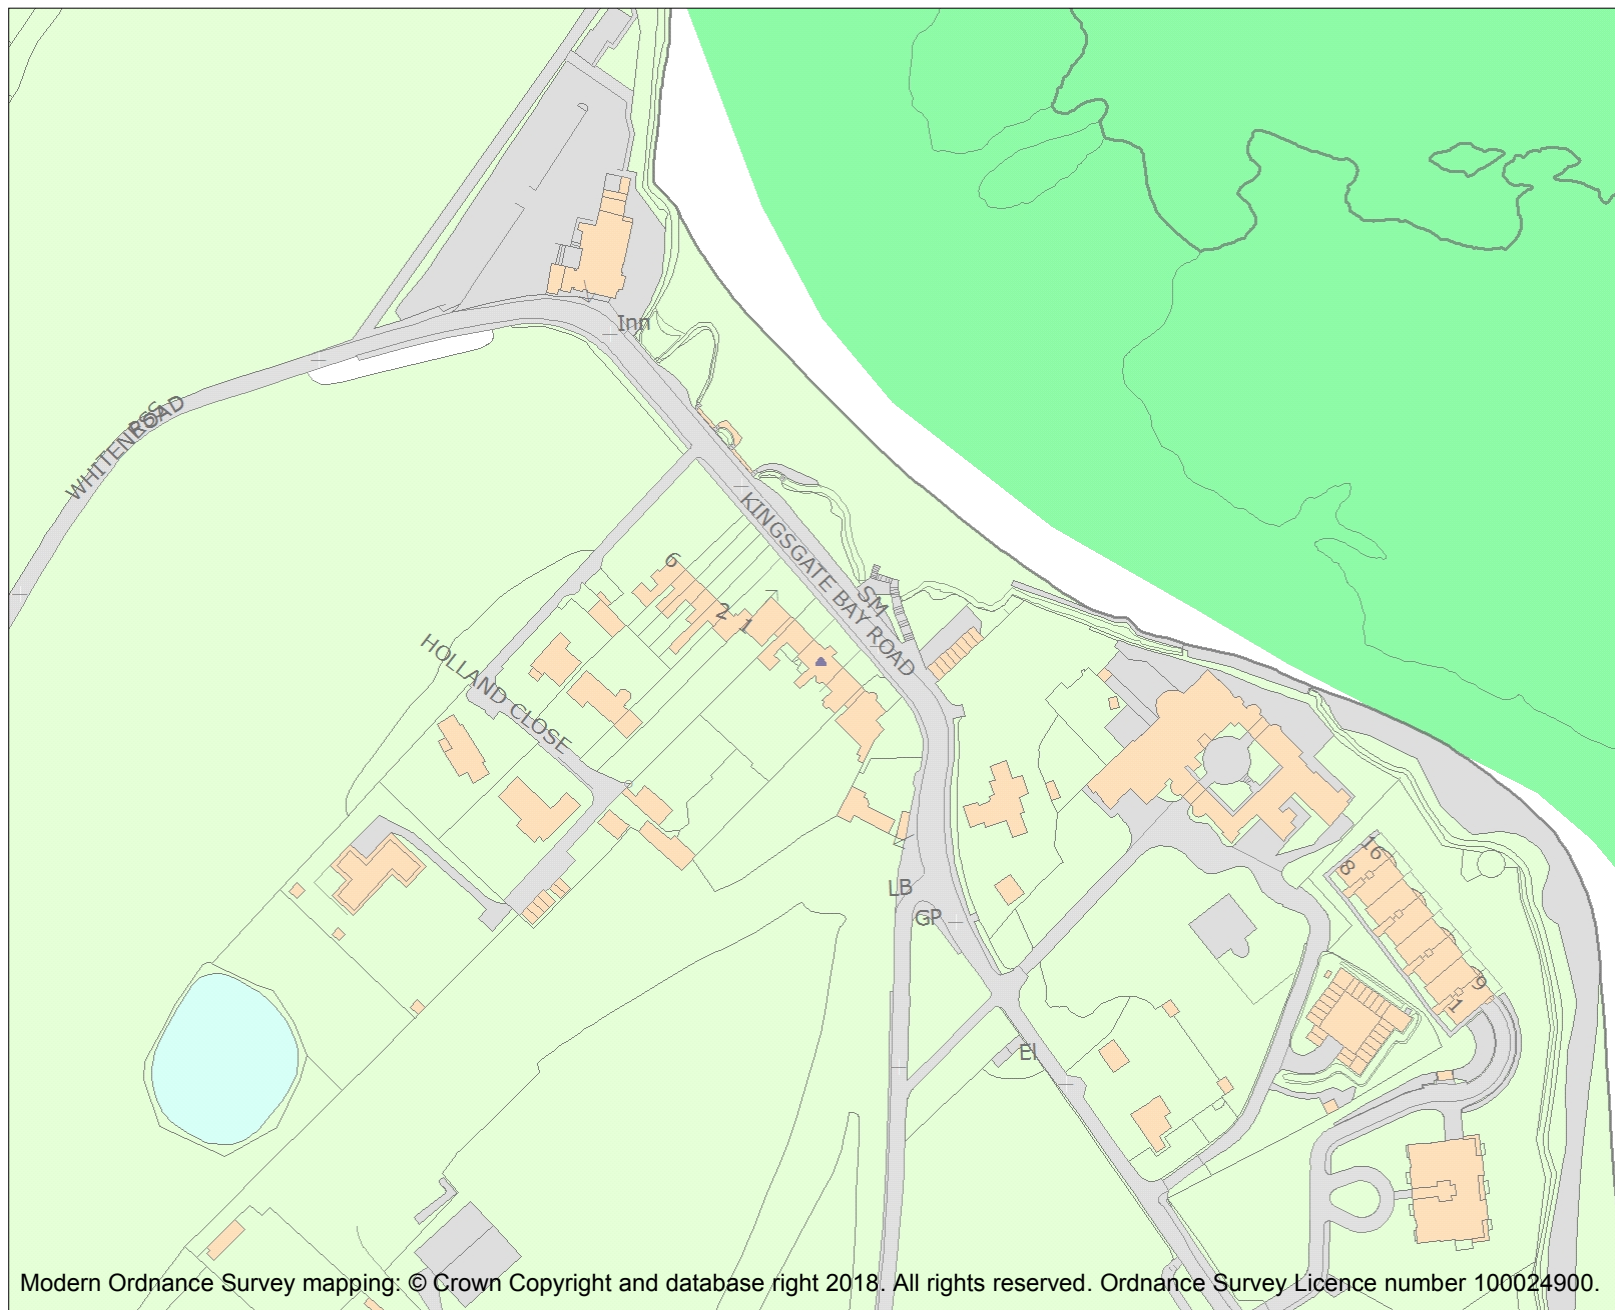 Inn
WHITENESS ROAD
KINGSGATE BAY ROAD
6
2
1
SM
HOLLAND CLOSE
LB
GP
16
8
9
1
El
Modern Ordnance Survey mapping: © Crown Copyright and database right 2018. All rights reserved. Ordnance Survey Licence number 100024900.